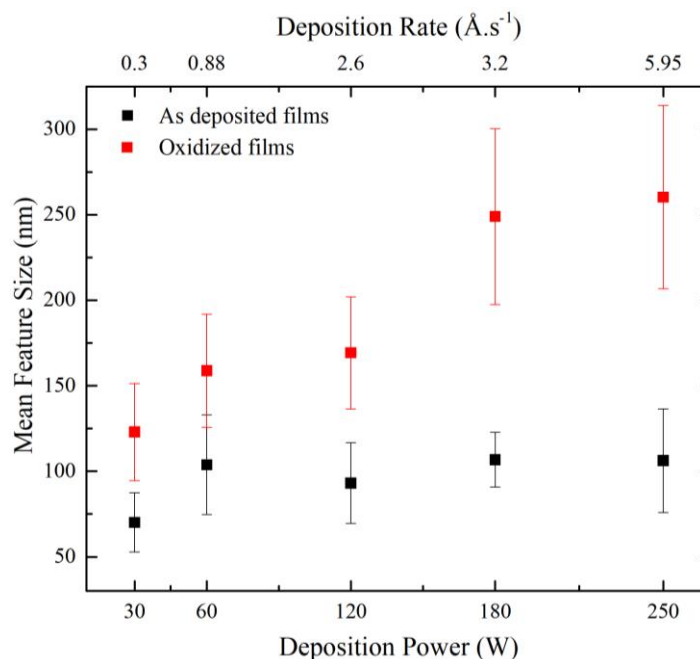 Deposition Rate (Å.s⁻¹)
0.3 0.88 2.6 3.2 5.95
As deposited films
Oxidized films
Mean Feature Size (nm)
300
250
200
150
100
50
30 60 120 180 250
Deposition Power (W)